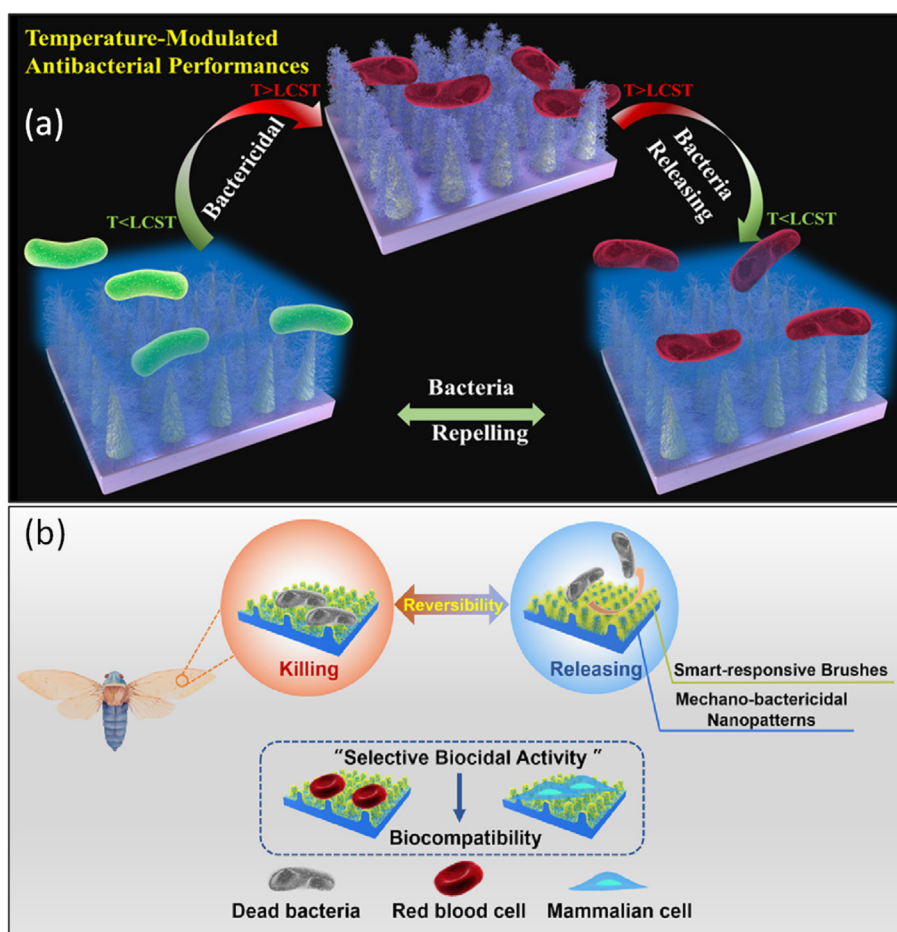 Temperature-Modulated
Antibacterial Performances
(a)
T>LCST
T>LCST
Bactericidal
Bacteria
Releasing
T<LCST
T<LCST
Bacteria
Repelling
(b)
Reversibility
Killing
Releasing
Smart-responsive Brushes
Mechano-bactericidal
Nanopatterns
"Selective Biocidal Activity "
Biocompatibility
Dead bacteria
Red blood cell
Mammalian cell